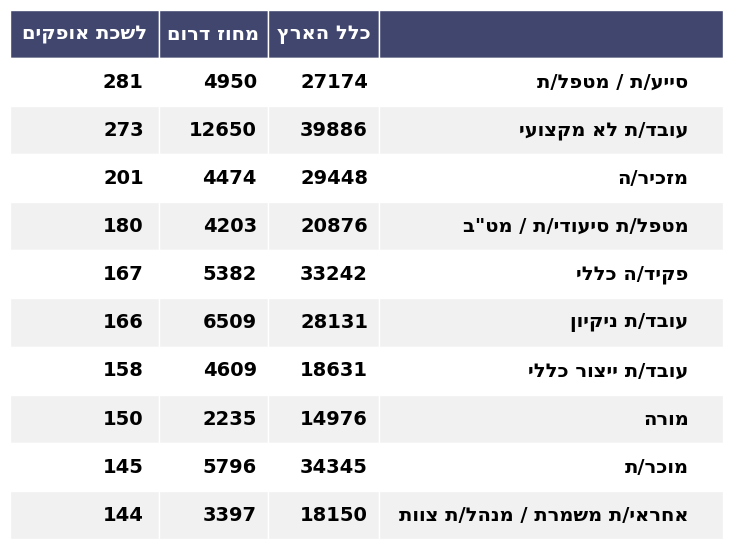 כלל הארץ מחוז דרום לשכת אופקים
סייע/ת / מטפל/ת 27174 4950 281
עובד/ת לא מקצועי 39886 12650 273
מזכיר/ה 29448 4474 201
מטפל/ת סיעודי/ת / מט"ב 20876 4203 180
פקיד/ה כללי 33242 5382 167
עובד/ת ניקיון 28131 6509 166
עובד/ת ייצור כללי 18631 4609 158
מורה 14976 2235 150
מוכר/ת 34345 5796 145
אחראי/ת משמרת / מנהל/ת צוות 18150 3397 144